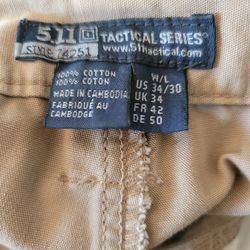 5.11 TACTICAL SERIES®
STYLE 74251 www.511tactical.com
100% COTTON
100% COTTON
MADE IN CAMBODIA
FABRIQUÉ AU
CAMBODGE
W/L
US 34/30
UK 34
FR 42
DE 50